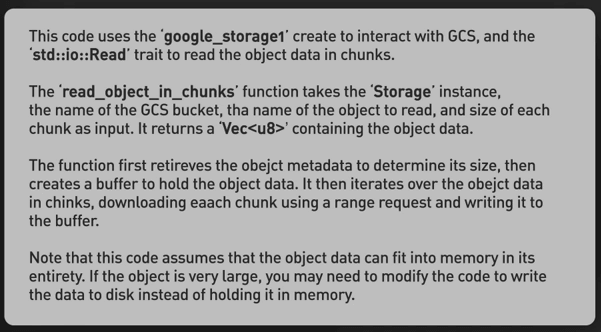 This code uses the ‘google_storage1’ create to interact with GCS, and the
‘std::io::Read’ trait to read the object data in chunks.
The ‘read_object_in_chunks’ function takes the ‘Storage’ instance,
the name of the GCS bucket, tha name of the object to read, and size of each
chunk as input. It returns a ‘Vec<u8>’ containing the object data.
The function first retireves the obejct metadata to determine its size, then
creates a buffer to hold the object data. It then iterates over the obejct data
in chinks, downloading eaach chunk using a range request and writing it to
the buffer.
Note that this code assumes that the object data can fit into memory in its
entirety. If the object is very large, you may need to modify the code to write
the data to disk instead of holding it in memory.